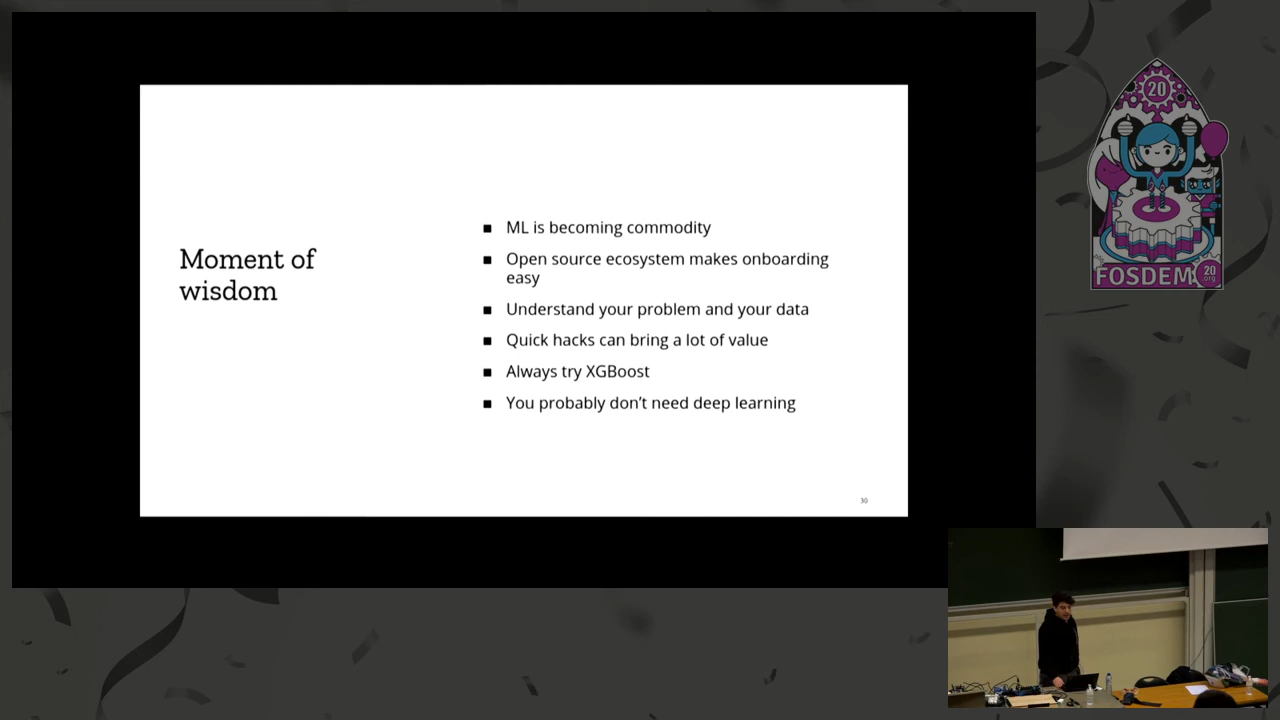 Moment of
wisdom
ML is becoming commodity
Open source ecosystem makes onboarding
easy
Understand your problem and your data
Quick hacks can bring a lot of value
Always try XGBoost
You probably don't need deep learning
30
20
FOSDEM
20
org